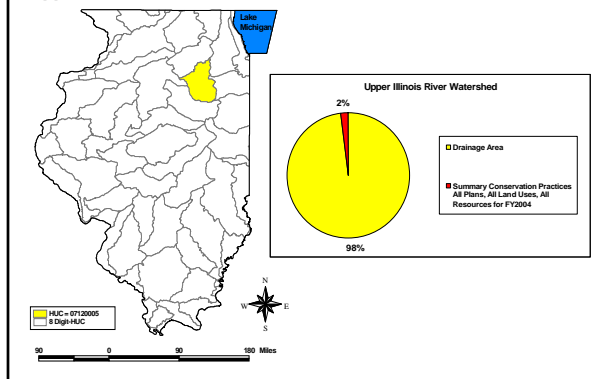 Lake
Michigan
Upper Illinois River Watershed
2%
98%
Drainage Area
Summary Conservation Practices
All Plans, All Land Uses, All
Resources for FY2004
N
W E
S
HUC = 07120005
8 Digit-HUC
90 0 90 180 Miles